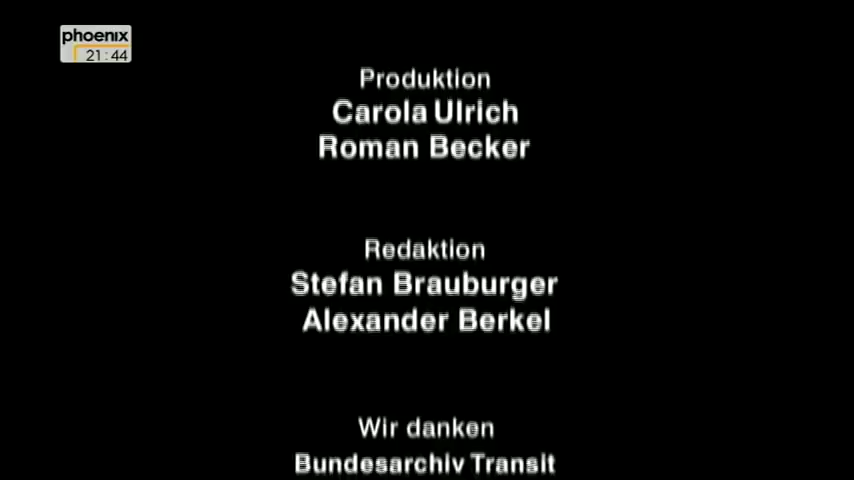 phoenix
21:44
Produktion
Carola Ulrich
Roman Becker
Redaktion
Stefan Brauburger
Alexander Berkel
Wir danken
Bundesarchiv Transit